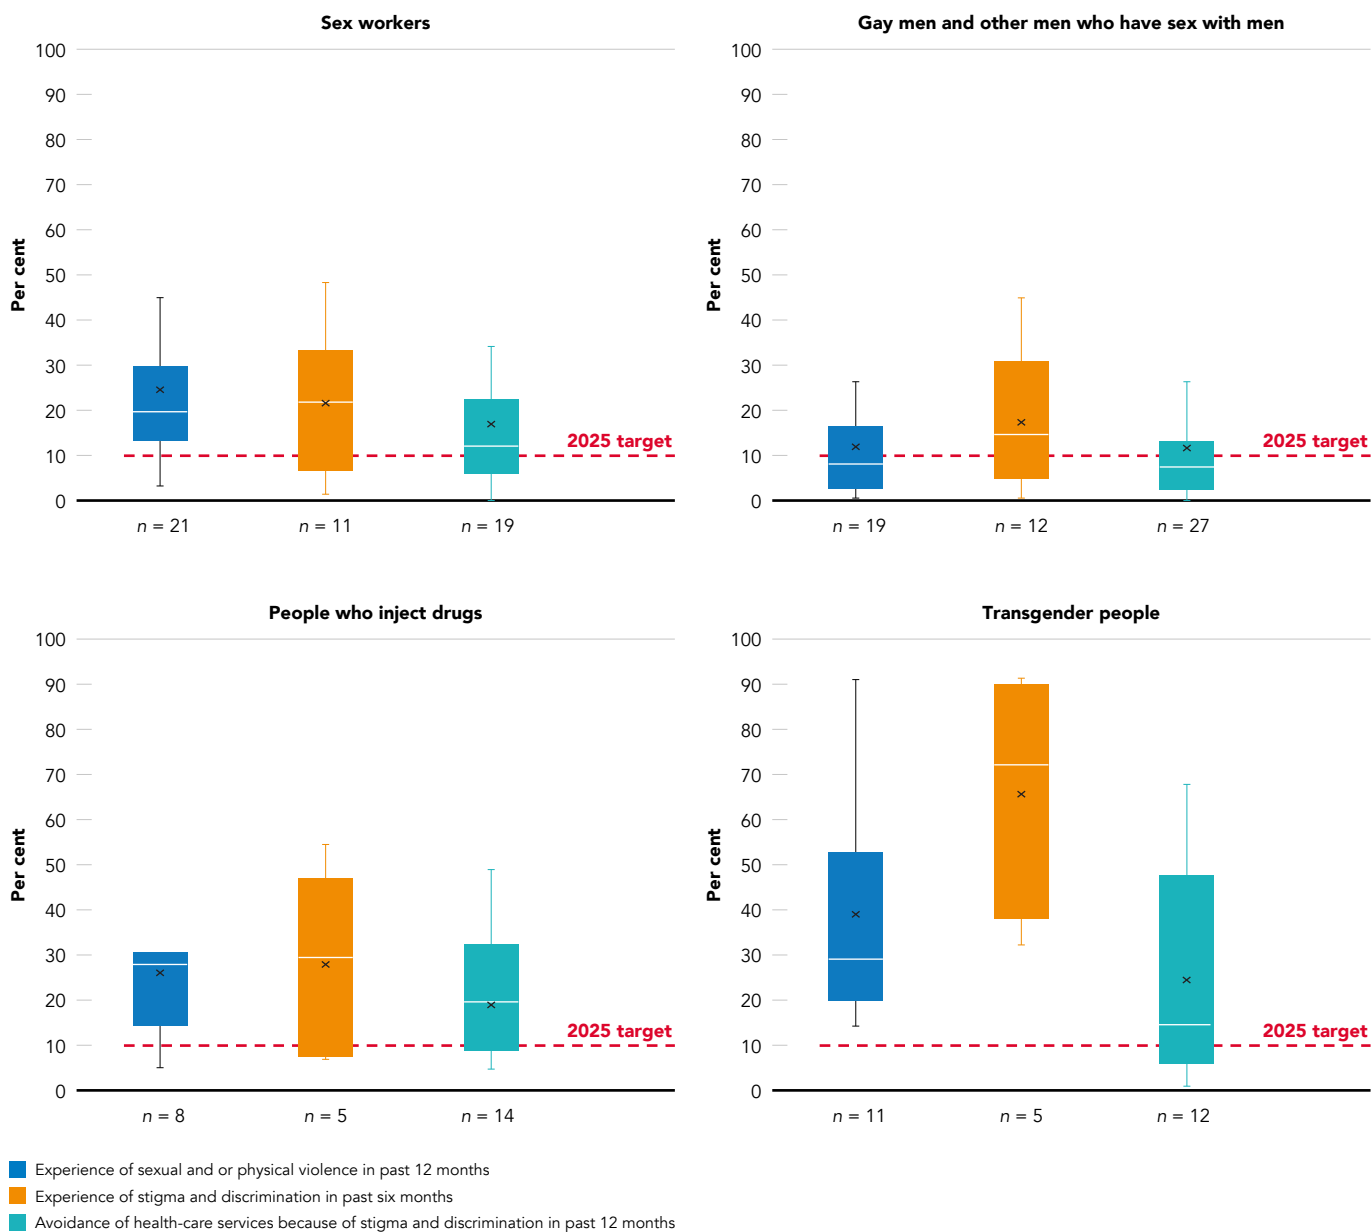 Sex workers
100
90
80
70
60
50
40
30
20
10
0
Per cent
2025 target
n = 21
n = 11
n = 19
Gay men and other men who have sex with men
100
90
80
70
60
50
40
30
20
10
0
Per cent
2025 target
n = 19
n = 12
n = 27
People who inject drugs
100
90
80
70
60
50
40
30
20
10
0
Per cent
2025 target
n = 8
n = 5
n = 14
Transgender people
100
90
80
70
60
50
40
30
20
10
0
Per cent
2025 target
n = 11
n = 5
n = 12
Experience of sexual and or physical violence in past 12 months
Experience of stigma and discrimination in past six months
Avoidance of health-care services because of stigma and discrimination in past 12 months